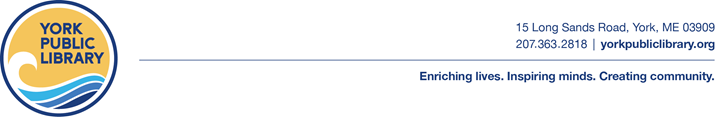 YORK
PUBLIC
LIBRARY
15 Long Sands Road, York, ME 03909
207.363.2818 | yorkpubliclibrary.org
Enriching lives. Inspiring minds. Creating community.